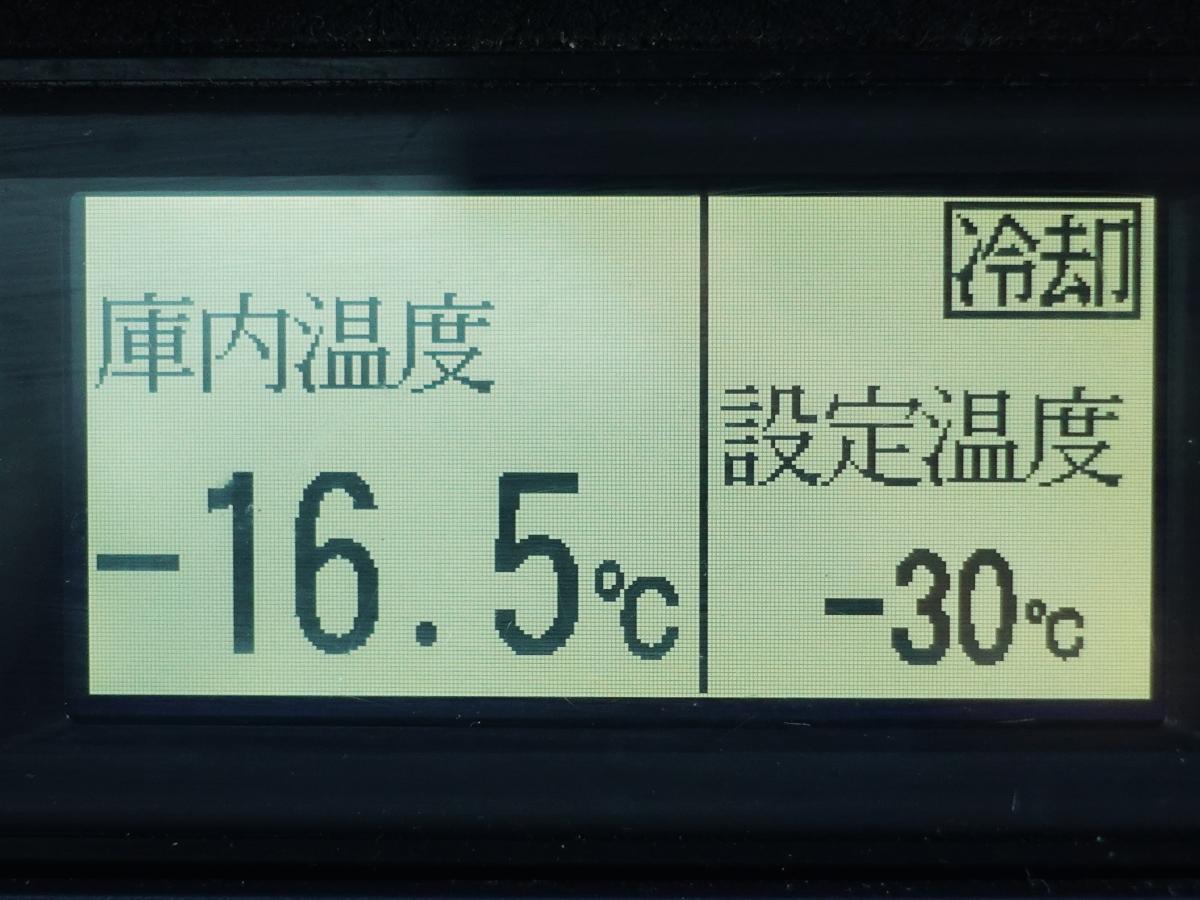 庫内温度
-16.5℃
冷却
設定温度
-30℃